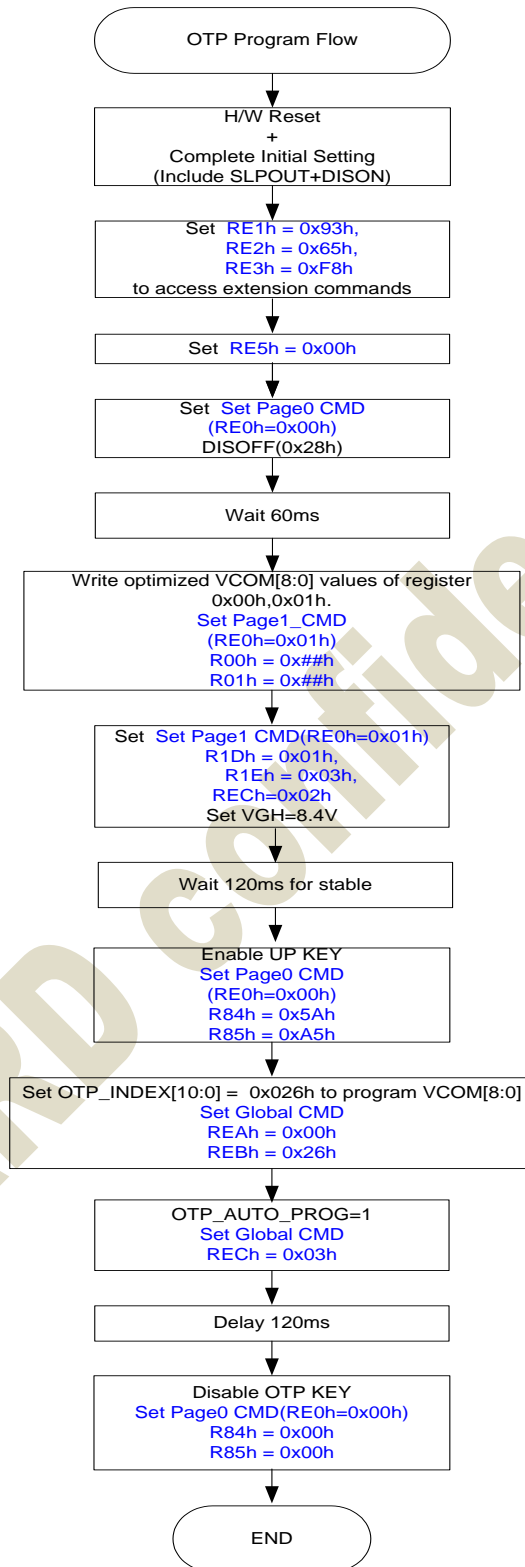 OTP Program Flow
H/W Reset
+
Complete Initial Setting
(Include SLPOUT+DISON)
Set RE1h = 0x93h,
RE2h = 0x65h,
RE3h = 0xF8h
to access extension commands
Set RE5h = 0x00h
Set Set Page0 CMD
(RE0h=0x00h)
DISOFF(0x28h)
Wait 60ms
Write optimized VCOM[8:0] values of register
0x00h,0x01h.
Set Page1_CMD
(RE0h=0x01h)
R00h = 0x##h
R01h = 0x##h
Set Set Page1 CMD(RE0h=0x01h)
R1Dh = 0x01h,
R1Eh = 0x03h,
RECh=0x02h
Set VGH=8.4V
Wait 120ms for stable
Enable UP KEY
Set Page0 CMD
(RE0h=0x00h)
R84h = 0x5Ah
R85h = 0xA5h
Set OTP_INDEX[10:0] = 0x026h to program VCOM[8:0]
Set Global CMD
REAh = 0x00h
REBh = 0x26h
OTP_AUTO_PROG=1
Set Global CMD
RECh = 0x03h
Delay 120ms
Disable OTP KEY
Set Page0 CMD(RE0h=0x00h)
R84h = 0x00h
R85h = 0x00h
END